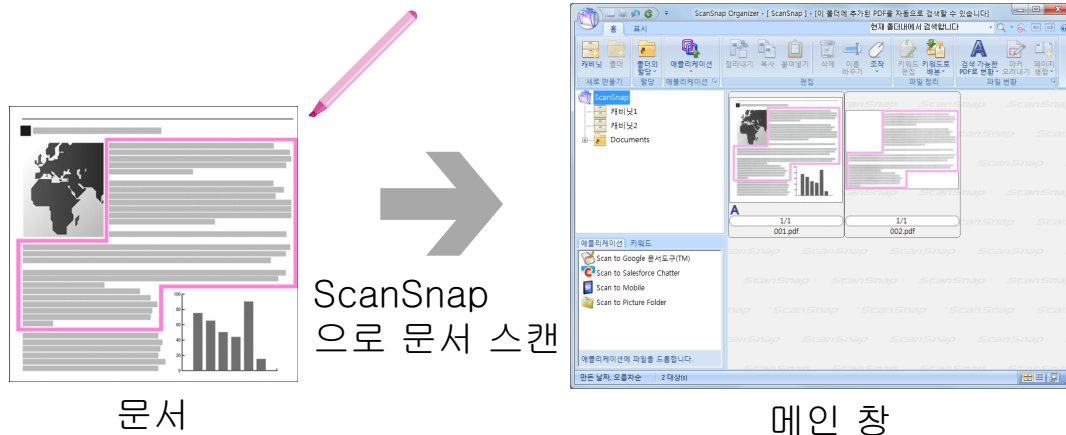 ScanSnap Organizer - [ ScanSnap ] - [이 폴더에 추가된 PDF를 자동으로 검색할 수 있습니다]
홈 표시
현재 폴더내에서 검색합니다
캐비닛 폴더 폴더의 할당 애플리케이션 잘라내기 복사 붙여넣기 삭제 이름 바꾸기 조작 키워드 편집 키워드로 배분 검색 가능한 PDF로 변환 마커 오려내기 페이지 병합
새로 만들기 할당 애플리케이션 편집 파일 정리 파일 변환
ScanSnap
캐비닛1
캐비닛2
Documents
A
1/1 1/1
001.pdf 002.pdf
애플리케이션 키워드
Scan to Google 문서도구(TM)
Scan to Salesforce Chatter
Scan to Mobile
Scan to Picture Folder
애플리케이션에 파일을 드롭합니다.
만든 날짜, 오름차순 2 대상(s)
ScanSnap
으로 문서 스캔
문서
메인 창